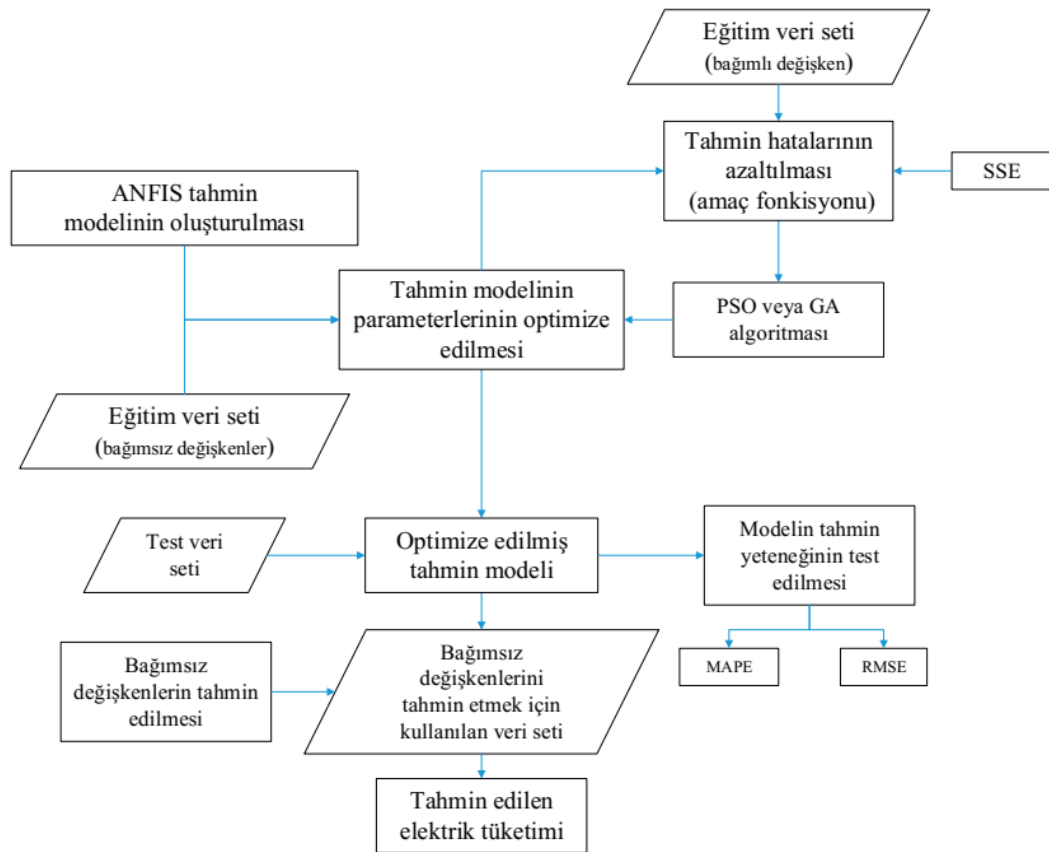 Eğitim veri seti
(bağımlı değişken)
Tahmin hatalarının
azaltılması
(amaç fonkisyonu)
SSE
ANFIS tahmin
modelinin oluşturulması
Tahmin modelinin
parameterlerinin optimize
edilmesi
PSO veya GA
algoritması
Eğitim veri seti
(bağımsız değişkenler)
Test veri
seti
Optimize edilmiş
tahmin modeli
Modelin tahmin
yeteneğinin test
edilmesi
MAPE
RMSE
Bağımsız
değişkenlerin tahmin
edilmesi
Bağımsız
değişkenlerini
tahmin etmek için
kullanılan veri seti
Tahmin edilen
elektrik tüketimi